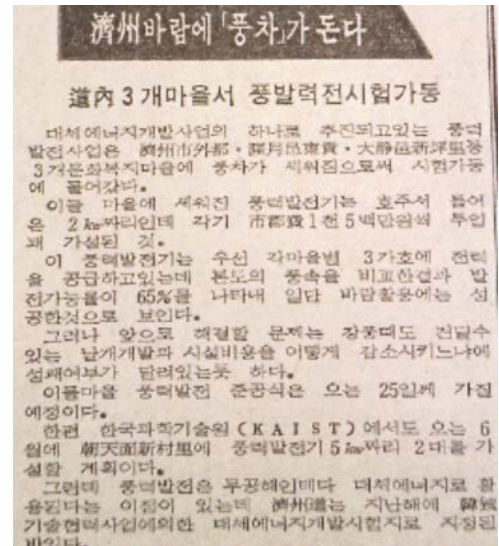 濟州바람에 「풍차」가 돈다
道內 3 개마을서 풍발력전시험가동
대체에너지개발사업의 하나로 추진되고있는 풍력
발전사업은 濟州市外都·涯月邑東貴·大靜邑新坪里등
3개문화복지마을에 풍차가 세워짐으로써 시험가동
에 들어갔다.
이들 마을에 세워진 풍력발전기는 호주서 들어
온 2㎾짜리인데 각기 市郡費1천5백만원씩 투입
돼 가설된 것.
이 풍력발전기는 우선 각마을별 3가호에 전력
을 공급하고있는데 본도의 풍속을 비교한결과 발
전가능률이 65%를 나타내 일단 바람활용에는 성
공한것으로 보인다.
그러나 앞으로 해결할 문제는 강풍때도 견딜수
있는 날개개발과 시설비용을 어떻게 감소시키느냐에
성패여부가 달려있는듯 하다.
이들마을 풍력발전 준공식은 오는 25일께 가질
예정이다.
한편 한국과학기술원(KAIST)에서도 오는 6
월에 朝天面新村里에 풍력발전기 5㎾짜리 2대를 가
설할 계획이다.
그런데 풍력발전은 무공해인데다 대체에너지로 활
용된다는 이점이 있는데 濟州道는 지난해에 韓獨
기술협력사업에의한 대체에너지개발시험지로 지정된
바있다.